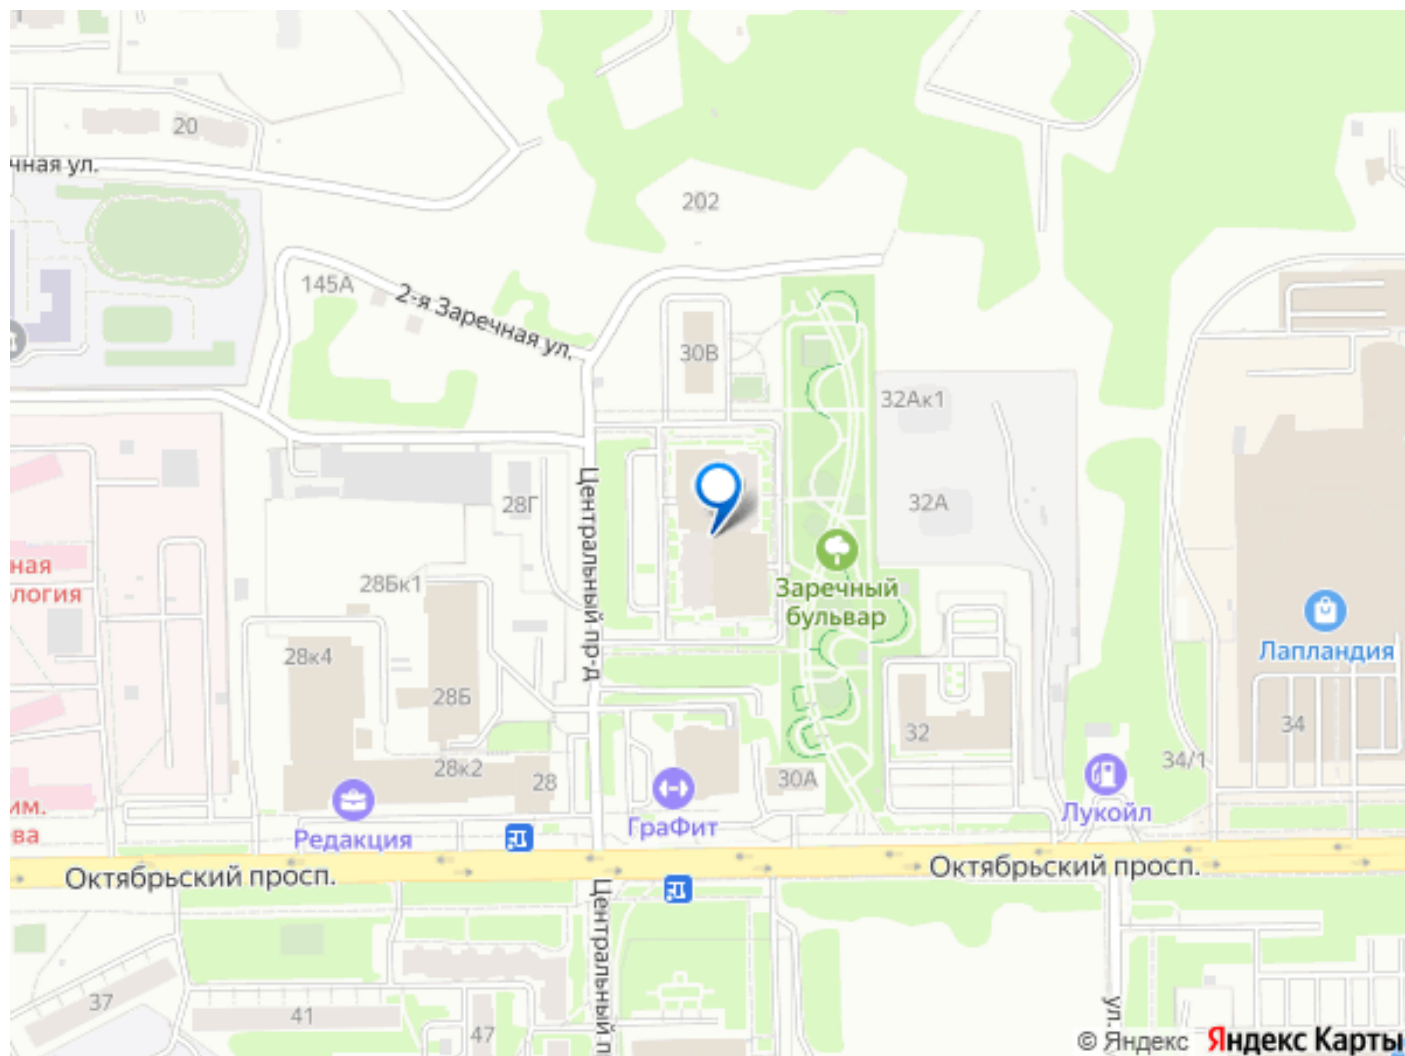 20
чная ул.
202
145А
2-я Заречная ул.
30В
32Ак1
28Г
32А
Центральный пр-д
ная
логия
28Бк1
Заречный
бульвар
Лапландия
28к4
28Б
32
34
34/1
28к2
28
30А
им.
ва
Редакция
ГраФит
Лукойл
Октябрьский просп.
Октябрьский просп.
Центральный п
37
41
47
ул.
© Яндекс Яндекс Карты